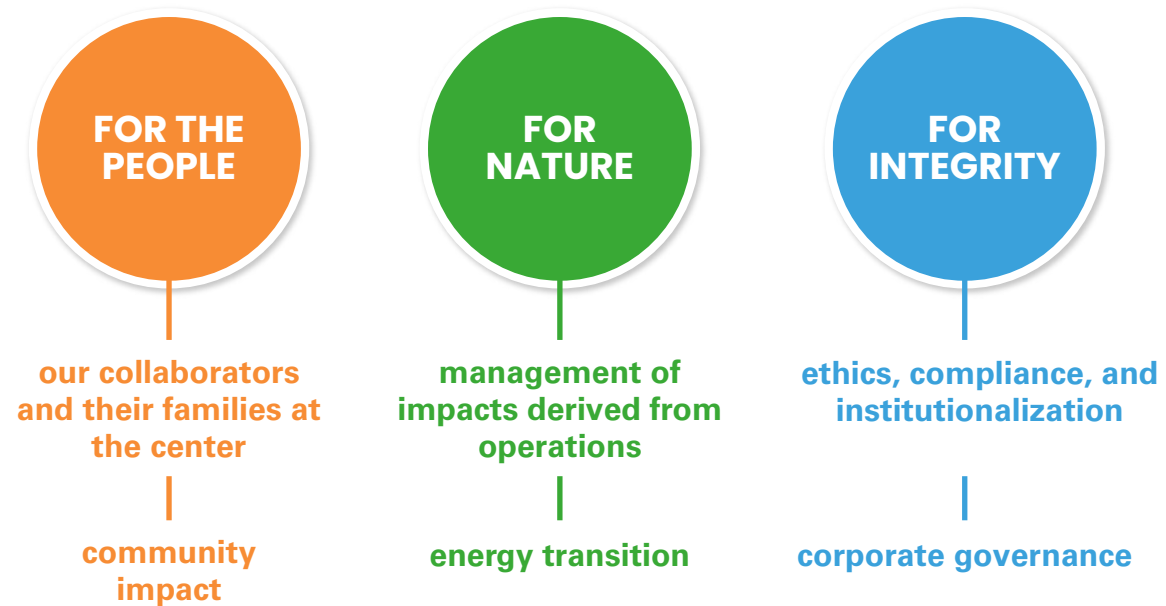 FOR THE
PEOPLE
our collaborators
and their families at
the center
community
impact
FOR
NATURE
management of
impacts derived from
operations
energy transition
FOR
INTEGRITY
ethics, compliance, and
institutionalization
corporate governance